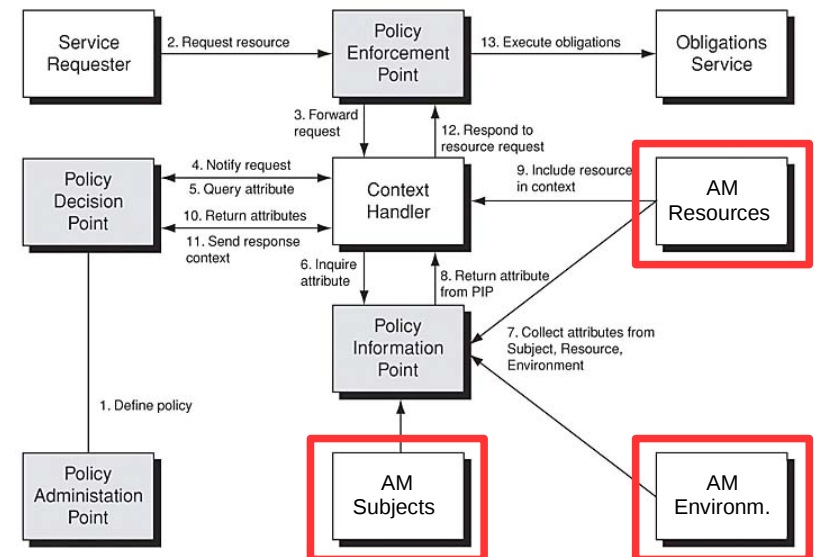 Service
Requester
2. Request resource
Policy
Enforcement
Point
13. Execute obligations
Obligations
Service
3. Forward
request
12. Respond to
resource request
Policy
Decision
Point
4. Notify request
5. Query attribute
10. Return attributes
11. Send response
context
Context
Handler
9. Include resource
in context
AM
Resources
6. Inquire
attribute
8. Return attribute
from PIP
Policy
Information
Point
7. Collect attributes from
Subject, Resource,
Environment
1. Define policy
Policy
Administation
Point
AM
Subjects
AM
Environm.